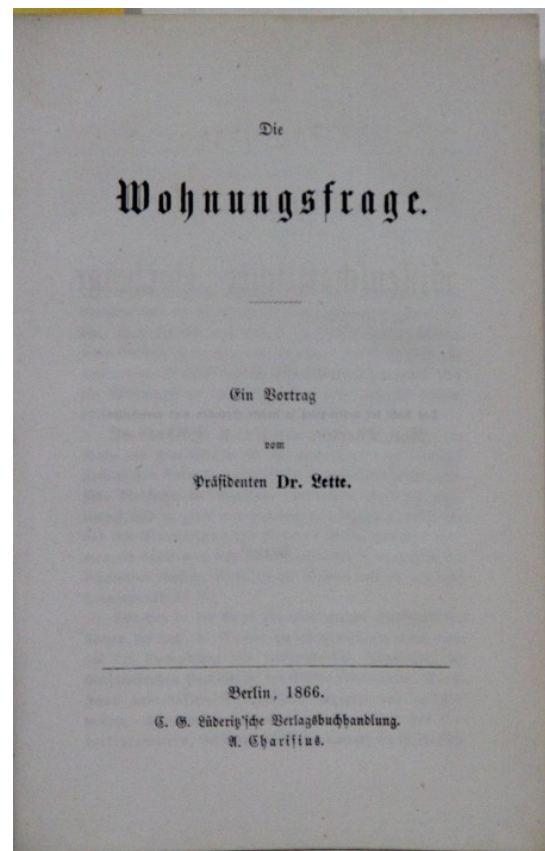 Die
Wohnungsfrage.
Ein Vortrag
vom
Präsidenten Dr. Lette.
Berlin, 1866.
C. G. Lüderitz'sche Verlagsbuchhandlung.
A. Charisius.